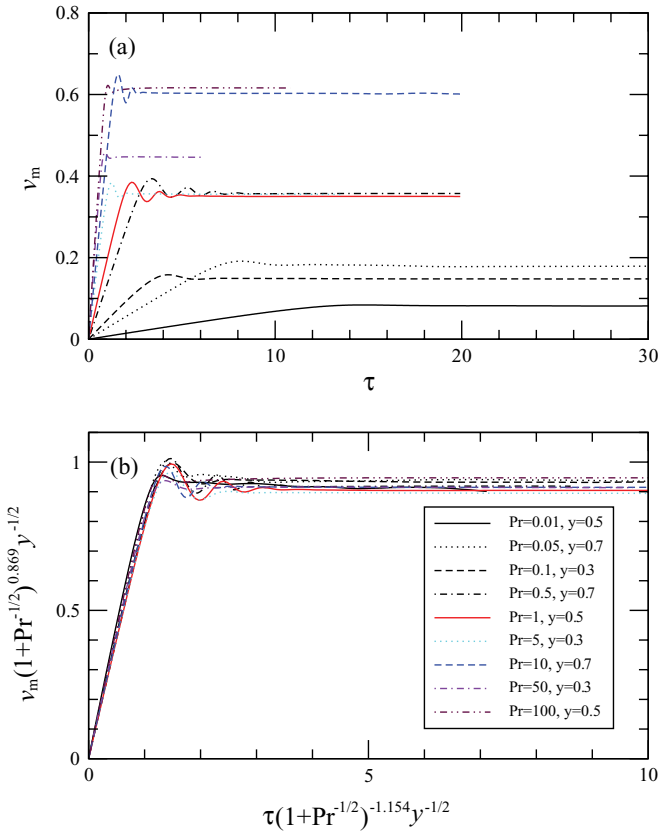 0.8
(a)
0.6
0.4
0.2
0
v_m
0 10 20 30
τ
(b)
1
0.5
0
v_m(1+Pr^{-1/2})^{0.869}y^{-1/2}
Pr=0.01, y=0.5
Pr=0.05, y=0.7
Pr=0.1, y=0.3
Pr=0.5, y=0.7
Pr=1, y=0.5
Pr=5, y=0.3
Pr=10, y=0.7
Pr=50, y=0.3
Pr=100, y=0.5
0 5 10
τ(1+Pr^{-1/2})^{-1.154}y^{-1/2}